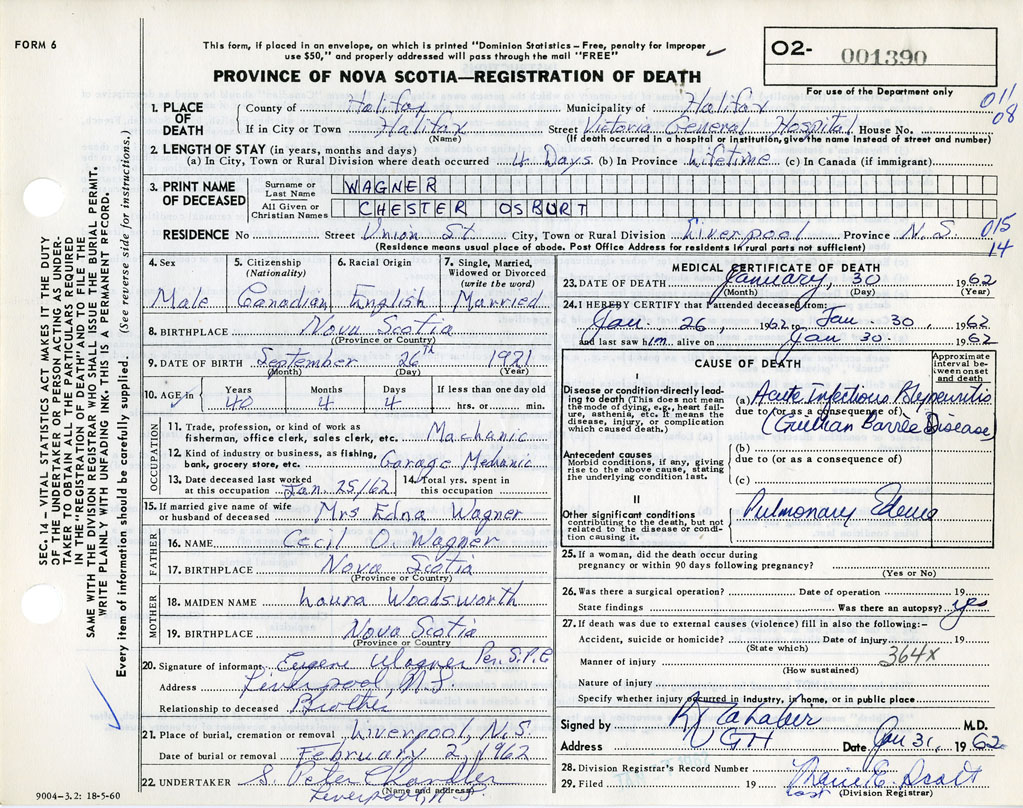 FORM 6
This form, if placed in an envelope, on which is printed "Dominion Statistics – Free, penalty for improper
use $50," and properly addressed will pass through the mail "FREE"
02- 001390
For use of the Department only
PROVINCE OF NOVA SCOTIA—REGISTRATION OF DEATH
011
08
1. PLACE OF DEATH
County of Halifax Municipality of Halifax
If in City or Town Halifax Street Victoria General Hospital House No.
(Name) (If death occurred in a hospital or institution, give the name instead of street and number)
2. LENGTH OF STAY (in years, months and days)
(a) In City, Town or Rural Division where death occurred 4 Days (b) In Province Lifetime (c) In Canada (if immigrant)
3. PRINT NAME OF DECEASED
Surname or Last Name WAGNER
All Given or Christian Names CHESTER OSBURT
RESIDENCE No Street Union St. City, Town or Rural Division Liverpool Province N.S.
015
14
(Residence means usual place of abode. Post Office Address for residents in rural parts not sufficient)
4. Sex Male
5. Citizenship (Nationality) Canadian
6. Racial Origin English
7. Single, Married, Widowed or Divorced (write the word) Married
8. BIRTHPLACE Nova Scotia
(Province or Country)
9. DATE OF BIRTH September 26th 1921
(Month) (Day) (Year)
10. AGE in Years 40 Months 4 Days 4 If less than one day old hrs. or min.
OCCUPATION
11. Trade, profession, or kind of work as fisherman, office clerk, sales clerk, etc. Machanic
12. Kind of industry or business, as fishing, bank, grocery store, etc. Garage Mechanic
13. Date deceased last worked at this occupation Jan 25/62
14. Total yrs. spent in this occupation
15. If married give name of wife or husband of deceased Mrs Edna Wagner
FATHER
16. NAME Cecil O. Wagner
17. BIRTHPLACE Nova Scotia
(Province or Country)
MOTHER
18. MAIDEN NAME Laura Woodsworth
19. BIRTHPLACE Nova Scotia
(Province or Country)
20. Signature of informant Eugene Wagner Per. S.P.C
Address Liverpool, N.S.
Relationship to deceased Brother
21. Place of burial, cremation or removal Liverpool, N.S.
Date of burial or removal February 2 1962
22. UNDERTAKER S. Peter Chandler
(Name and address)
Liverpool, N.S.
9004-3.2: 18-5-60
MEDICAL CERTIFICATE OF DEATH
23. DATE OF DEATH January, 30 1962
(Month) (Day) (Year)
24. I HEREBY CERTIFY that I attended deceased from:
Jan. 26, 1962 to Jan 30, 1962
and last saw him alive on Jan 30. 1962
CAUSE OF DEATH
Approximate interval between onset and death
I
Disease or condition directly leading to death (This does not mean the mode of dying, e.g., heart failure, asthenia, etc. It means the disease, injury, or complication which caused death.)
(a) Acute Infectious Polyneuritis
due to (or as a consequence of)
(Guillian Barrée Disease)
Antecedent causes
Morbid conditions, if any, giving rise to the above cause, stating the underlying condition last.
(b)
due to (or as a consequence of)
(c)
II
Other significant conditions
contributing to the death, but not related to the disease or condition causing it.
Pulmonary Edema
25. If a woman, did the death occur during
pregnancy or within 90 days following pregnancy?
(Yes or No)
26. Was there a surgical operation? Date of operation 19
State findings Was there an autopsy? yes
27. If death was due to external causes (violence) fill in also the following:–
Accident, suicide or homicide? Date of injury 19
(State which) 364x
Manner of injury
(How sustained)
Nature of injury
Specify whether injury occurred in industry, in home, or in public place
Signed by M.D.
Address VGH Date Jan 31, 1962
28. Division Registrar's Record Number
29. Filed 19
(Division Registrar)
SEC. 14 – VITAL STATISTICS ACT MAKES IT THE DUTY
OF THE UNDERTAKER OR PERSON ACTING AS UNDER-
TAKER TO OBTAIN ALL THE PARTICULARS REQUIRED
IN THE "REGISTRATION OF DEATH" AND TO FILE THE
SAME WITH THE DIVISION REGISTRAR WHO SHALL ISSUE THE BURIAL PERMIT.
WRITE PLAINLY WITH UNFADING INK. THIS IS A PERMANENT RECORD.
Every item of information should be carefully supplied. (See reverse side for instructions.)